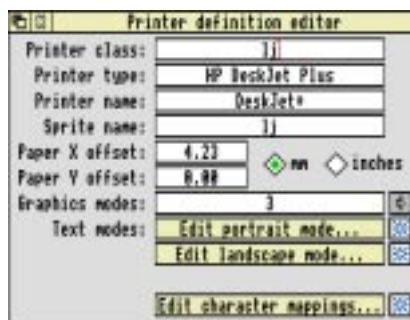 Printer definition editor
Printer class: lj
Printer type: HP DeskJet Plus
Printer name: DeskJet+
Sprite name: lj
Paper X offset: 4.23
mm inches
Paper Y offset: 0.00
Graphics modes: 3
Text modes: Edit portrait mode...
Edit landscape mode...
Edit character mappings...